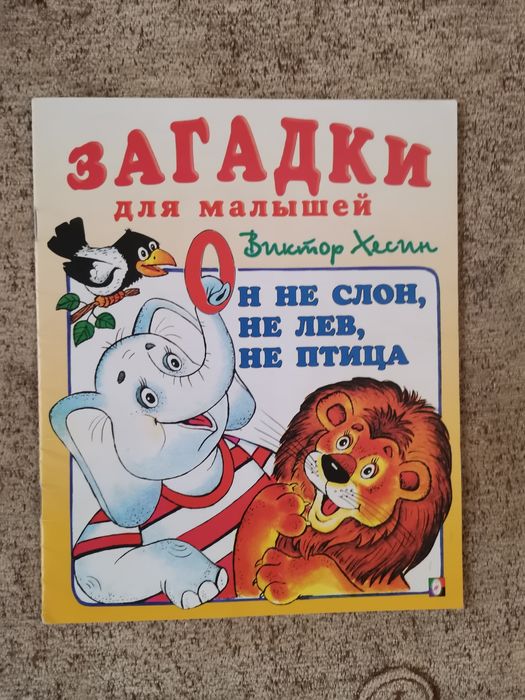 ЗАГАДКИ
для малышей
Виктор Хесин
Он не слон,
не лев,
не птица